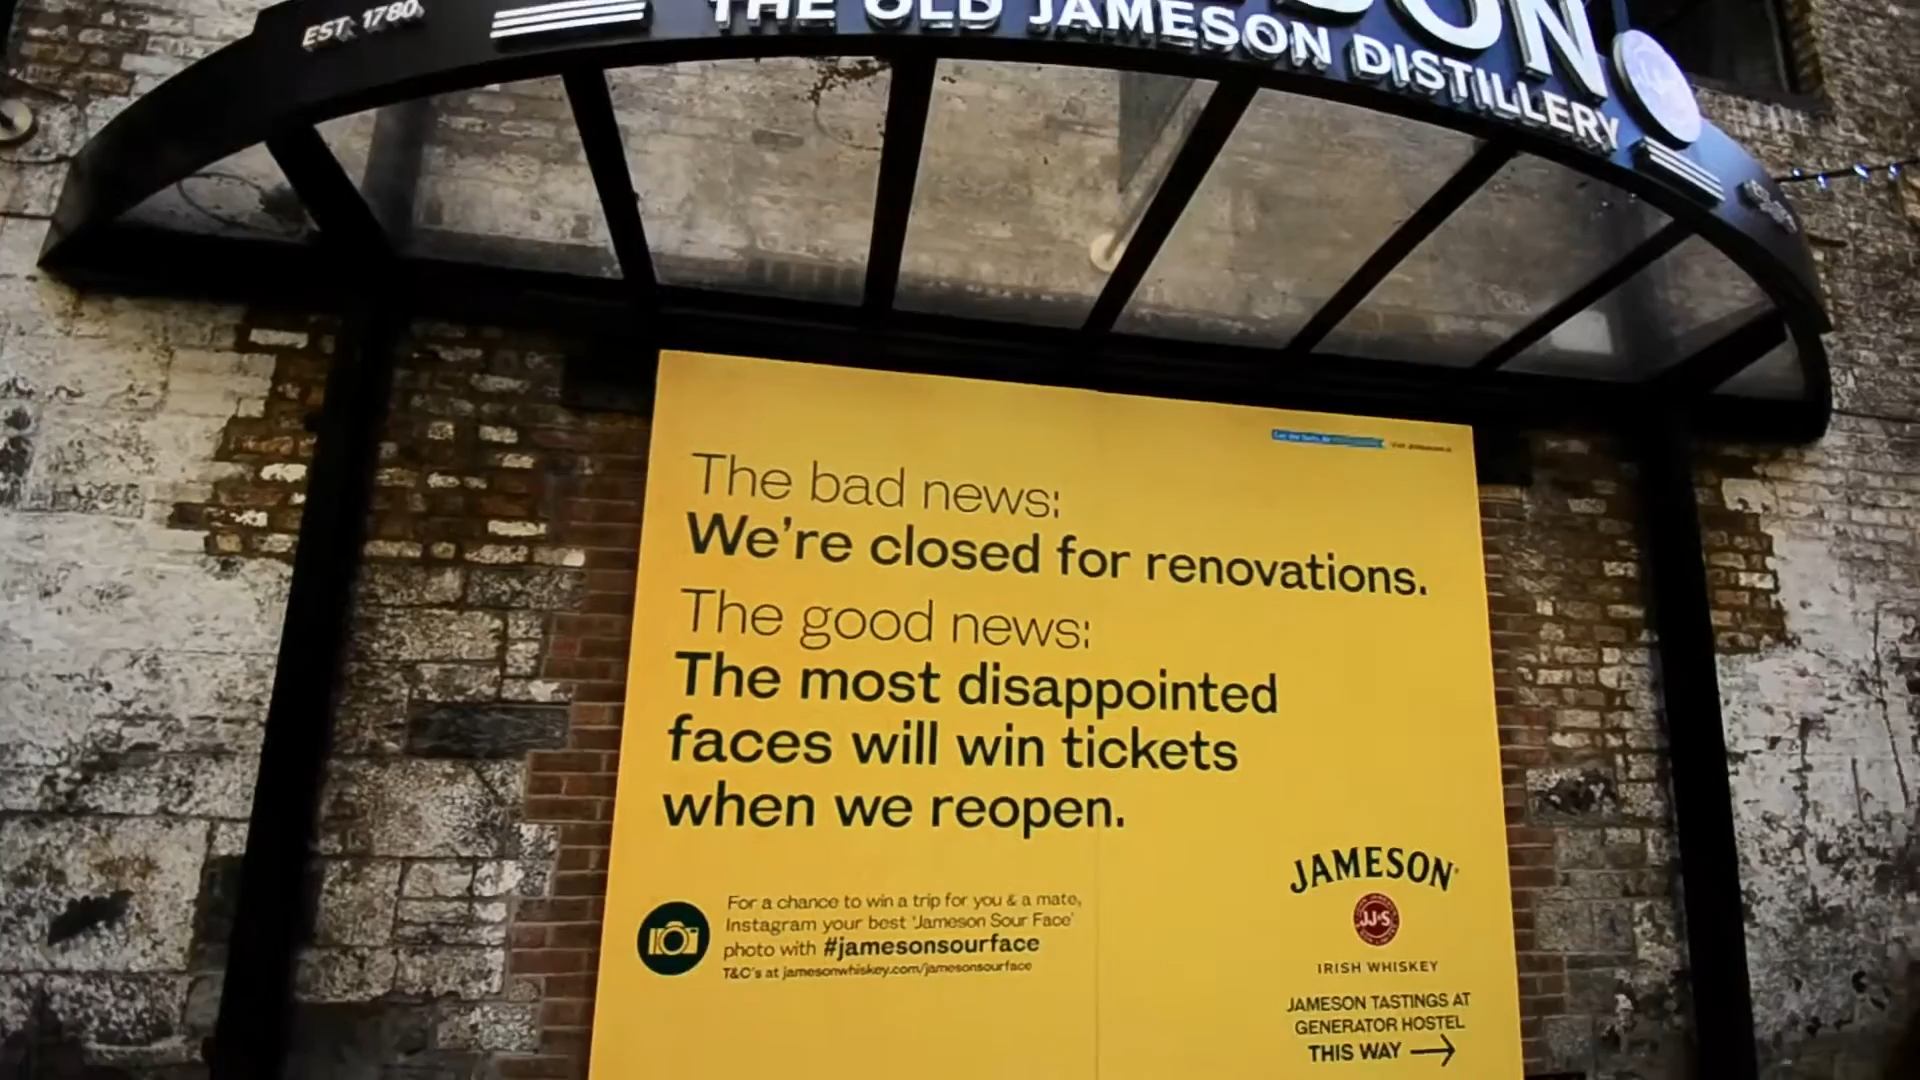 EST. 1780.
THE OLD JAMESON DISTILLERY
The bad news:
We're closed for renovations.
The good news:
The most disappointed
faces will win tickets
when we reopen.
For a chance to win a trip for you & a mate,
Instagram your best 'Jameson Sour Face'
photo with #jamesonsourface
T&C's at jamesonwhiskey.com/jamesonsourface
JAMESON
JJ&S
IRISH WHISKEY
JAMESON TASTINGS AT
GENERATOR HOSTEL
THIS WAY →